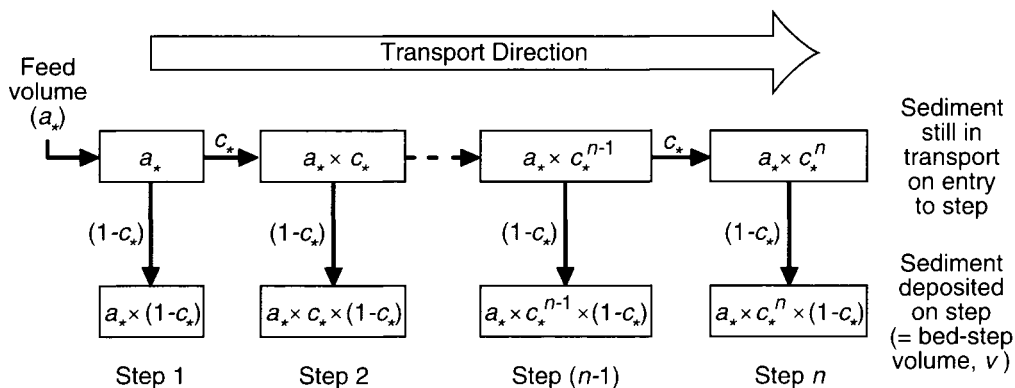 Transport Direction
Feed
volume
(a*)
c*
c*
a*
a* × c*
a* × c*^{n-1}
a* × c*^{n}
Sediment
still in
transport
on entry
to step
(1-c*)
(1-c*)
(1-c*)
(1-c*)
a* × (1-c*)
a* × c* × (1-c*)
a* × c*^{n-1} × (1-c*)
a* × c*^{n} × (1-c*)
Sediment
deposited
on step
(= bed-step
volume, v)
Step 1
Step 2
Step (n-1)
Step n